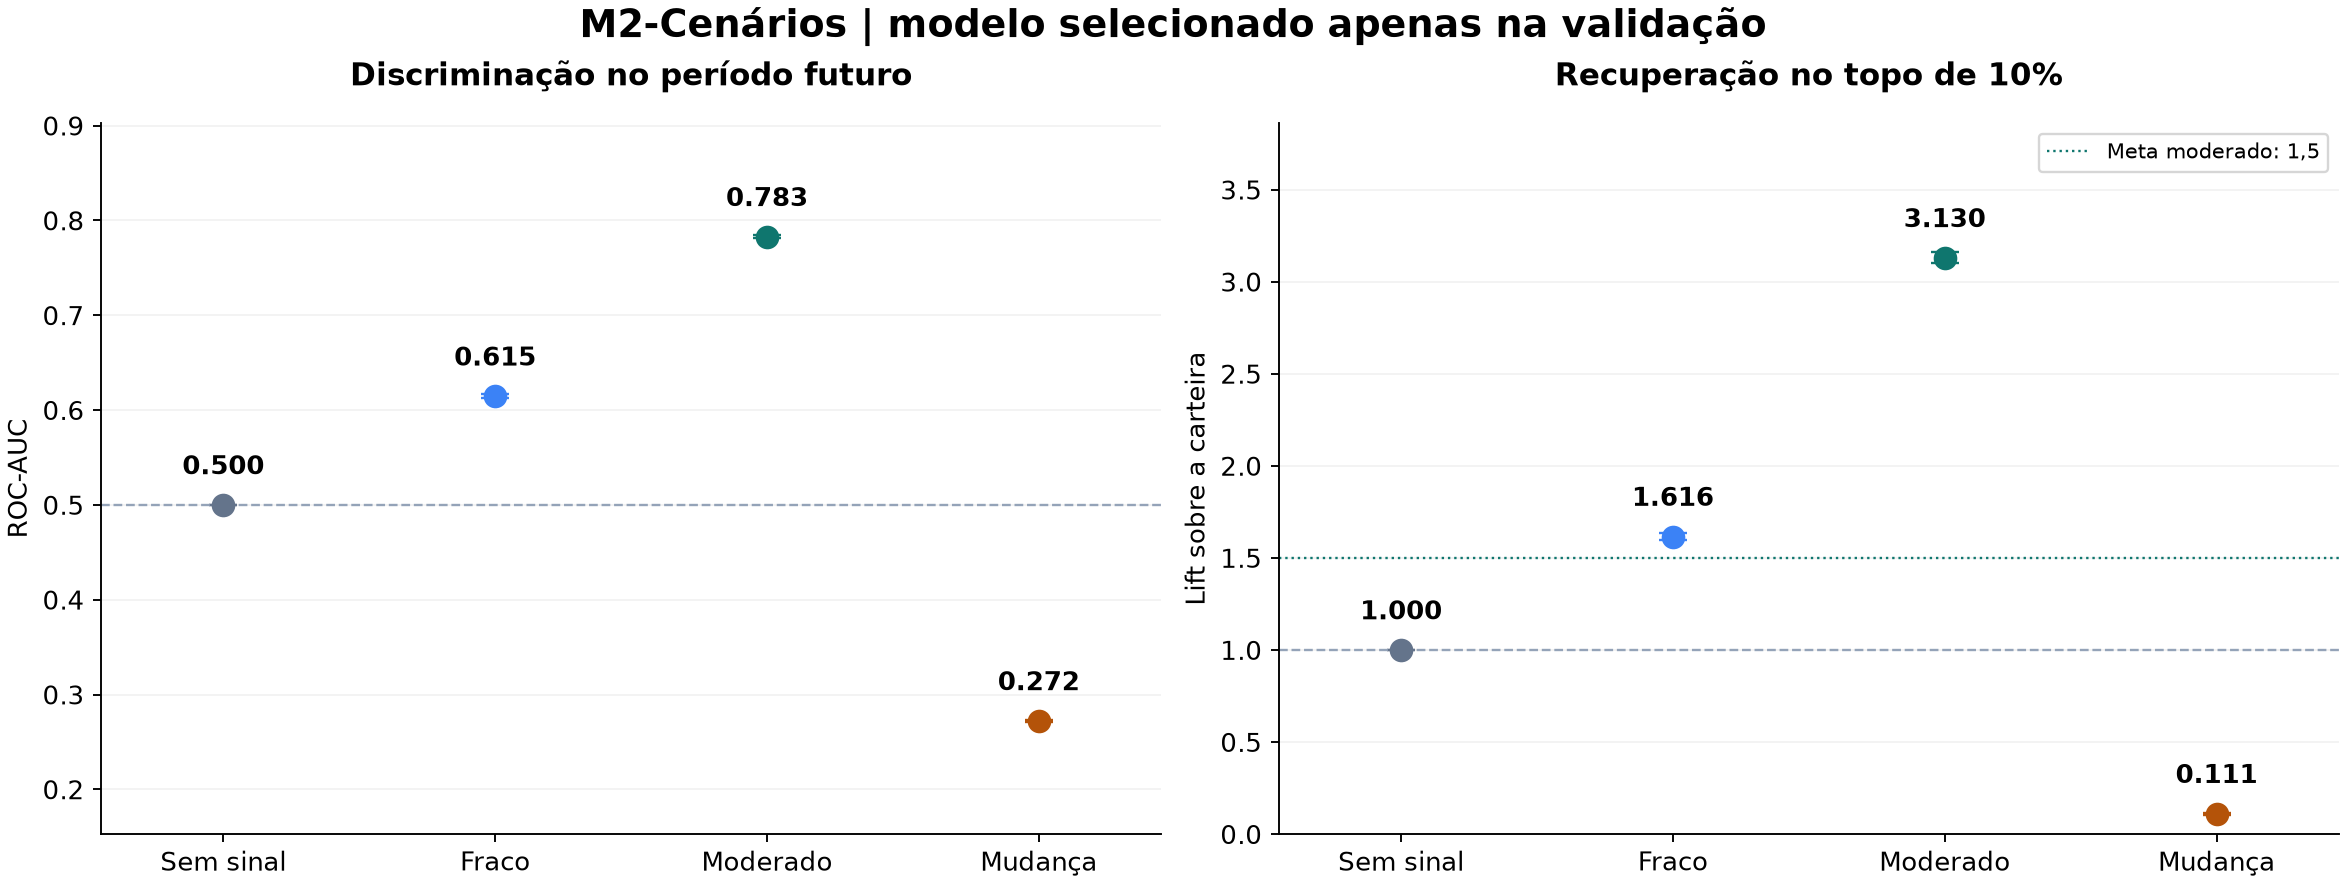 M2-Cenários | modelo selecionado apenas na validação
Discriminação no período futuro
ROC-AUC
0.9
0.8
0.7
0.6
0.5
0.4
0.3
0.2
0.500
0.615
0.783
0.272
Sem sinal
Fraco
Moderado
Mudança
Recuperação no topo de 10%
Lift sobre a carteira
3.5
3.0
2.5
2.0
1.5
1.0
0.5
0.0
Meta moderado: 1,5
1.000
1.616
3.130
0.111
Sem sinal
Fraco
Moderado
Mudança